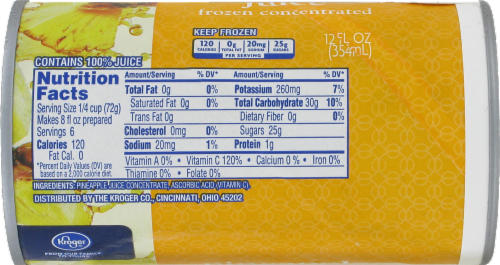 frozen concentrated
KEEP FROZEN
120 CALORIES 0g TOTAL FAT 20mg SODIUM 25g SUGARS
PER SERVING
12 FL OZ
(354mL)
CONTAINS 100% JUICE
Nutrition
Facts
Serving Size 1/4 cup (72g)
Makes 8 fl oz prepared
Servings 6
Calories 120
Fat Cal. 0
*Percent Daily Values (DV) are
based on a 2,000 calorie diet.
Amount/Serving % DV*
Total Fat 0g 0%
Saturated Fat 0g 0%
Trans Fat 0g
Cholesterol 0mg 0%
Sodium 20mg 1%
Amount/Serving % DV*
Potassium 260mg 7%
Total Carbohydrate 30g 10%
Dietary Fiber 0g 0%
Sugars 25g
Protein 1g
Vitamin A 0% • Vitamin C 120% • Calcium 0% • Iron 0%
Thiamine 0% • Folate 0%
INGREDIENTS: PINEAPPLE JUICE CONCENTRATE, ASCORBIC ACID (VITAMIN C).
DISTRIBUTED BY THE KROGER CO., CINCINNATI, OHIO 45202
Kroger
FROM OUR FAMILY